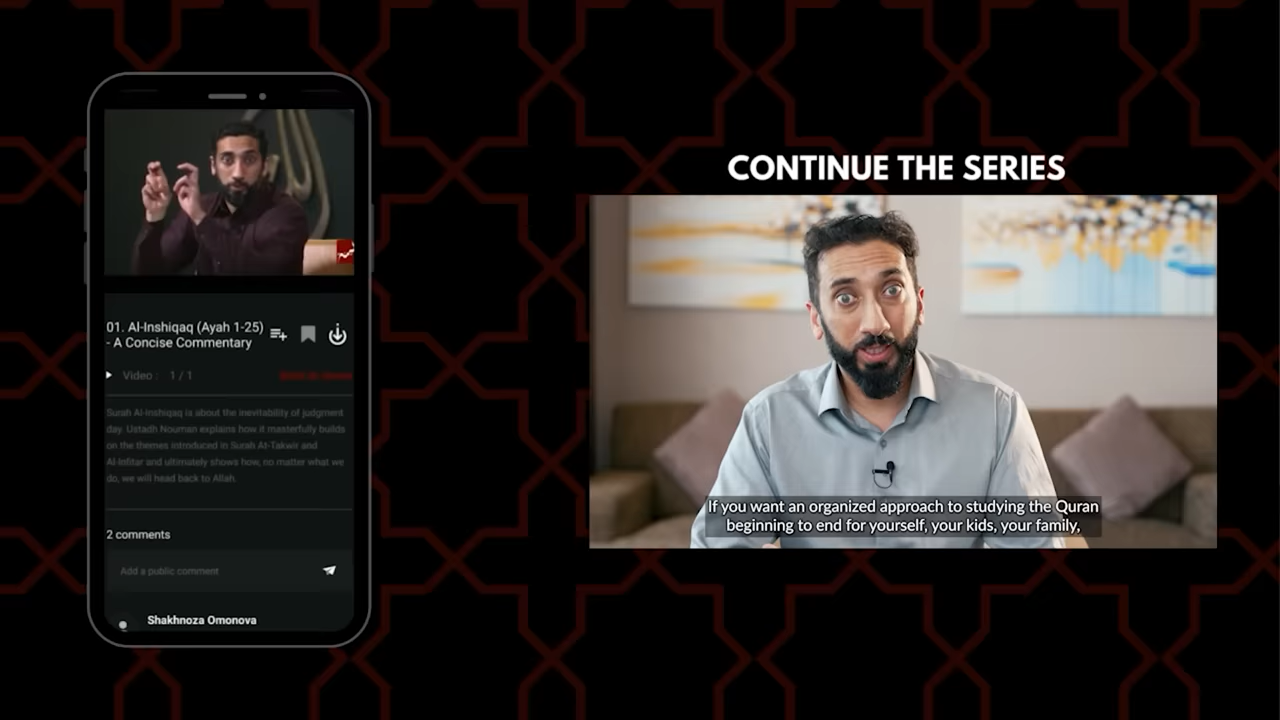 01. Al-Inshiqaq (Ayah 1-25)
- A Concise Commentary
Video : 1 / 1
Surah Al-Inshiqaq is about the inevitability of judgment
day. Ustadh Nouman explains how it masterfully builds
on the themes introduced in Surah At-Takwir and
Al-Infitar and ultimately shows how, no matter what we
do, we will head back to Allah.
2 comments
Add a public comment
Shakhnoza Omonova
CONTINUE THE SERIES
If you want an organized approach to studying the Quran
beginning to end for yourself, your kids, your family,